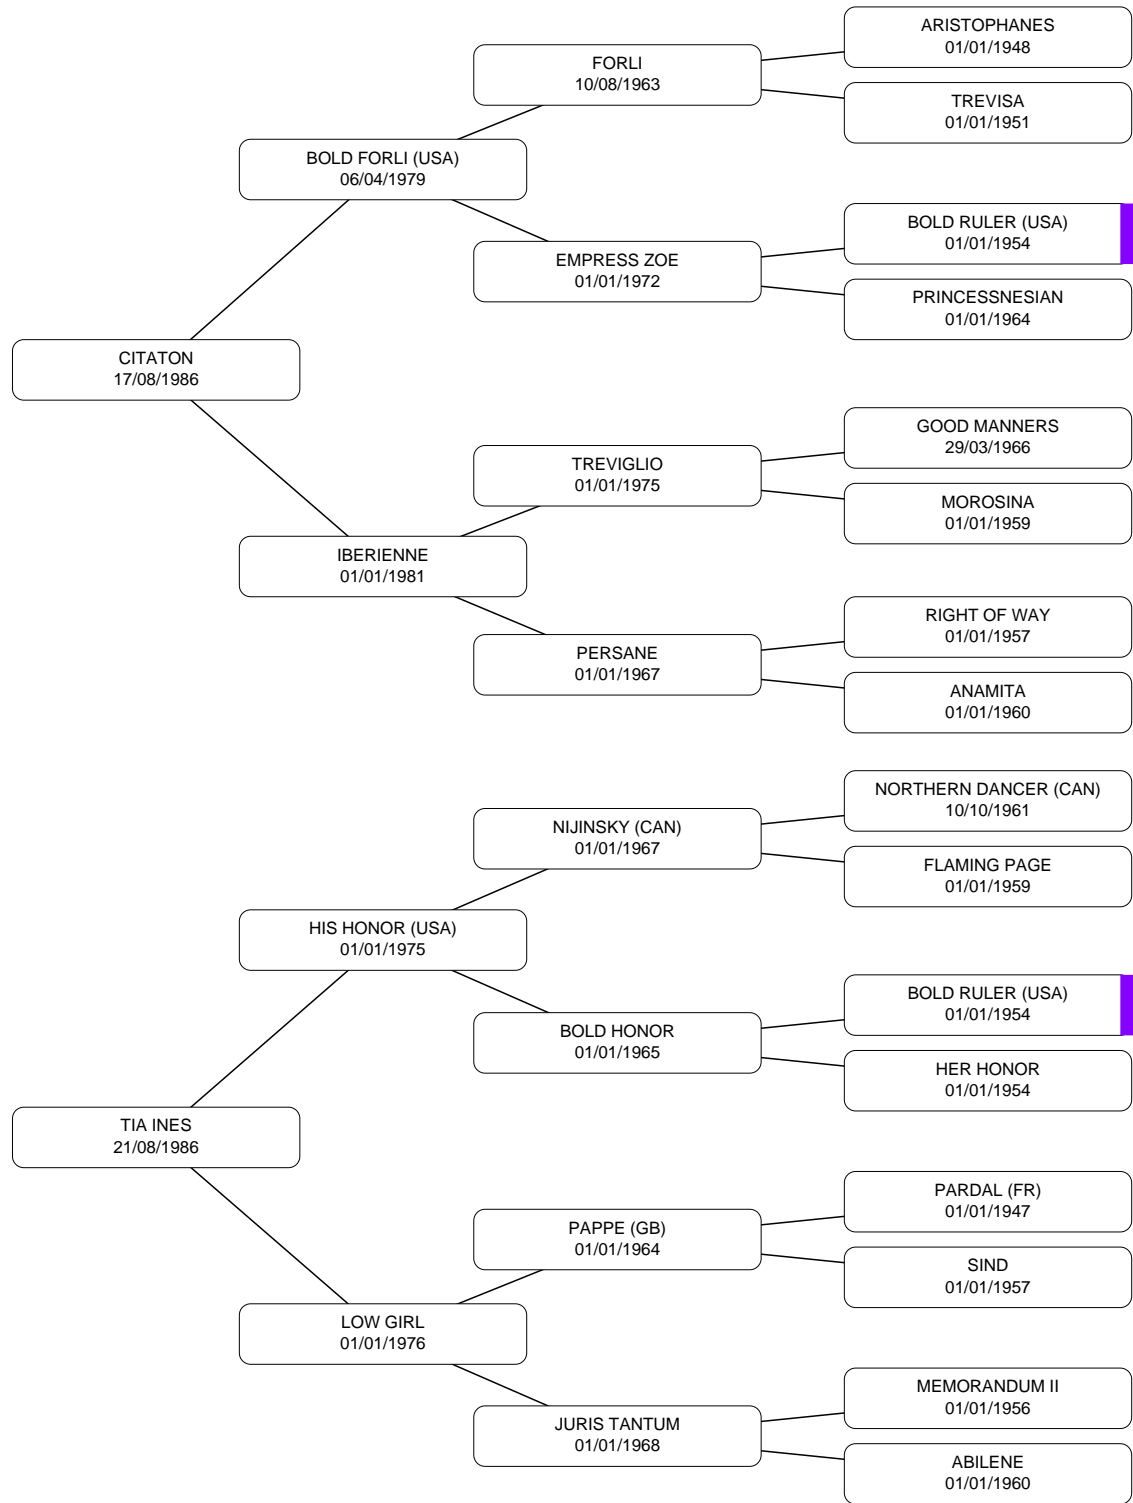 ARISTOPHANES
01/01/1948
FORLI
10/08/1963
TREVISA
01/01/1951
BOLD FORLI (USA)
06/04/1979
BOLD RULER (USA)
01/01/1954
EMPRESS ZOE
01/01/1972
PRINCESSNESIAN
01/01/1964
CITATON
17/08/1986
GOOD MANNERS
29/03/1966
TREVIGLIO
01/01/1975
MOROSINA
01/01/1959
IBERIENNE
01/01/1981
RIGHT OF WAY
01/01/1957
PERSANE
01/01/1967
ANAMITA
01/01/1960
NORTHERN DANCER (CAN)
10/10/1961
NIJINSKY (CAN)
01/01/1967
FLAMING PAGE
01/01/1959
HIS HONOR (USA)
01/01/1975
BOLD RULER (USA)
01/01/1954
BOLD HONOR
01/01/1965
HER HONOR
01/01/1954
TIA INES
21/08/1986
PARDAL (FR)
01/01/1947
PAPPE (GB)
01/01/1964
SIND
01/01/1957
LOW GIRL
01/01/1976
MEMORANDUM II
01/01/1956
JURIS TANTUM
01/01/1968
ABILENE
01/01/1960